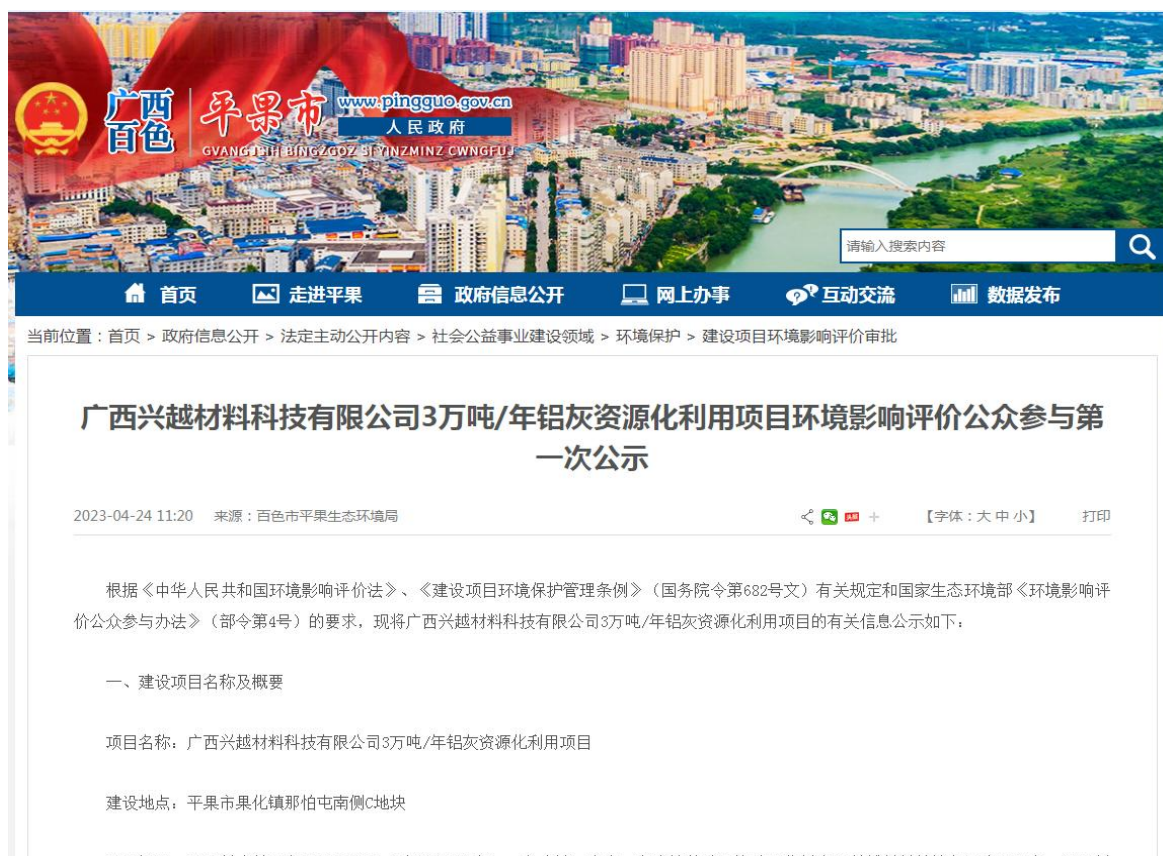 广西
百色
平果市
www.pingguo.gov.cn
人民政府
GVANGJSIH BINGZGOZ SI YINZMINZ CWNGFUJ
请输入搜索内容
首页 走进平果 政府信息公开 网上办事 互动交流 数据发布
当前位置：首页 > 政府信息公开 > 法定主动公开内容 > 社会公益事业建设领域 > 环境保护 > 建设项目环境影响评价审批
广西兴越材料科技有限公司3万吨/年铝灰资源化利用项目环境影响评价公众参与第
一次公示
2023-04-24 11:20 来源：百色市平果生态环境局 【字体：大 中 小】 打印
根据《中华人民共和国环境影响评价法》、《建设项目环境保护管理条例》（国务院令第682号文）有关规定和国家生态环境部《环境影响评
价公众参与办法》（部令第4号）的要求，现将广西兴越材料科技有限公司3万吨/年铝灰资源化利用项目的有关信息公示如下：
一、建设项目名称及概要
项目名称：广西兴越材料科技有限公司3万吨/年铝灰资源化利用项目
建设地点：平果市果化镇那怕屯南侧C地块